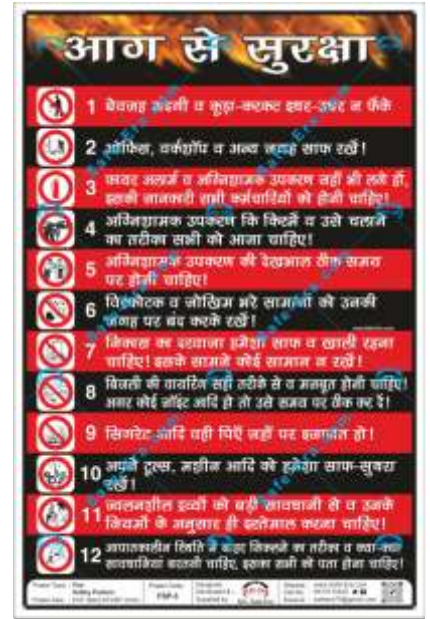 आग से सुरक्षा
1 बेवजह रद्दी व कूड़ा-करकट इधर-उधर न फैंके
2 ऑफिस, वर्कशॉप व अन्य जगह साफ रखें!
3 फायर अलार्म व अग्निशामक उपकरण जहाँ भी लगे हों,
इसकी जानकारी सभी कर्मचारियों को होनी चाहिए!
4 अग्निशामक उपकरण कि किस्में व उसे चलाने
का तरीका सभी को आना चाहिए!
5 अग्निशामक उपकरण की देखभाल ठीक समय
पर होनी चाहिए!
6 विस्फोटक व जोखिम भरे सामानों को उनकी
जगह पर बंद करके रखें!
7 निकास का दरवाजा हमेशा साफ व खाली रहना
चाहिए! इसके सामने कोई सामान न रखें!
8 बिजली की वायरिंग सही तरीके से व मजबूत होनी चाहिए!
अगर कोई जॉइंट आदि हो तो उसे समय पर ठीक कर दें!
9 सिगरेट आदि वही पिएँ जहाँ पर इजाजत हो!
10 अपने टूल्स, मशीन आदि को हमेशा साफ-सुथरा
रखें!
11 ज्वलनशील द्रव्यों को बड़ी सावधानी से व उनके
नियमों के अनुसार ही इस्तेमाल करना चाहिए!
12 आपातकालीन स्थिति में बाहर निकलने का तरीका व क्या-क्या
सावधानियां बरतनी चाहिए, इसका सभी को पता होना चाहिए!